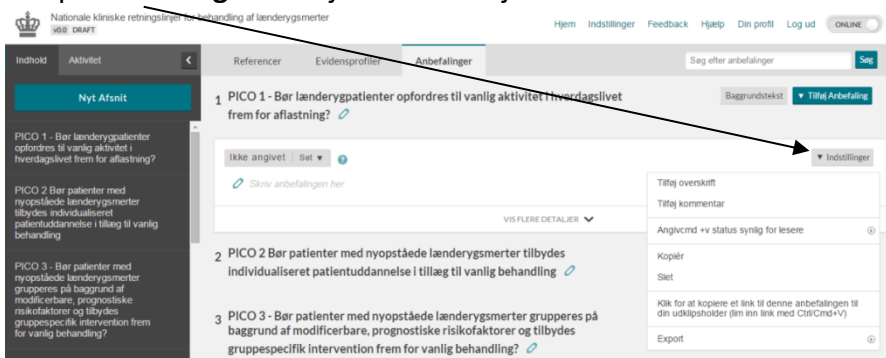 Nationale kliniske retningslinjer for behandling af lænderygsmerter
v0.0 DRAFT
Hjem Indstillinger Feedback Hjælp Din profil Log ud ONLINE
Indhold Aktivitet
Referencer Evidensprofiler Anbefalinger
Søg efter anbefalinger Søg
Nyt Afsnit
PICO 1 - Bør lænderygpatienter
opfordres til vanlig aktivitet i
hverdagslivet frem for aflastning?
PICO 2 Bør patienter med
nyopståede lænderygsmerter
tilbydes individualiseret
patientuddannelse i tillæg til vanlig
behandling
PICO 3 - Bør patienter med
nyopståede lænderygsmerter
grupperes på baggrund af
modificerbare, prognostiske
risikofaktorer og tilbydes
gruppespecifik intervention frem
for vanlig behandling?
1 PICO 1 - Bør lænderygpatienter opfordres til vanlig aktivitet i hverdagslivet
frem for aflastning?
Baggrundstekst ▼ Tilføj Anbefaling
Ikke angivet Set ▼ ?
▼ Indstillinger
Skriv anbefalingen her
VIS FLERE DETALJER
Tilføj overskrift
Tilføj kommentar
Angivcmd +v status synlig for lesere
Kopiér
Slet
Klik for at kopiere et link til denne anbefalingen til
din udklipsholder (lim inn link med Ctrl/Cmd+V)
Export
2 PICO 2 Bør patienter med nyopståede lænderygsmerter tilbydes
individualiseret patientuddannelse i tillæg til vanlig behandling
3 PICO 3 - Bør patienter med nyopståede lænderygsmerter grupperes på
baggrund af modificerbare, prognostiske risikofaktorer og tilbydes
gruppespecifik intervention frem for vanlig behandling?